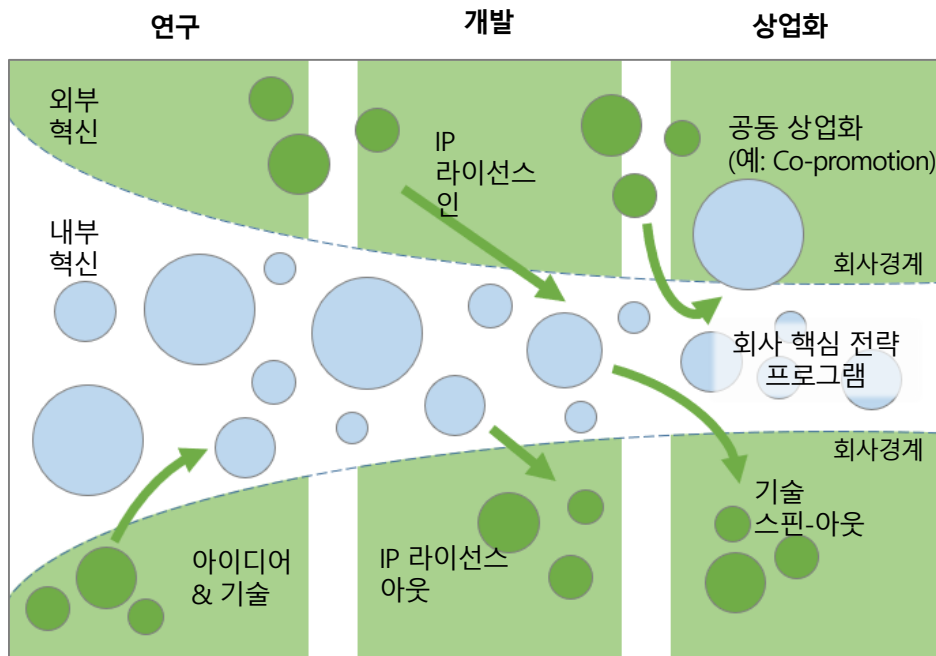 연구
개발
상업화
외부
혁신
IP
라이선스
인
공동 상업화
(예: Co-promotion)
내부
혁신
회사경계
회사 핵심 전략
프로그램
회사경계
기술
스핀-아웃
아이디어
& 기술
IP 라이선스
아웃